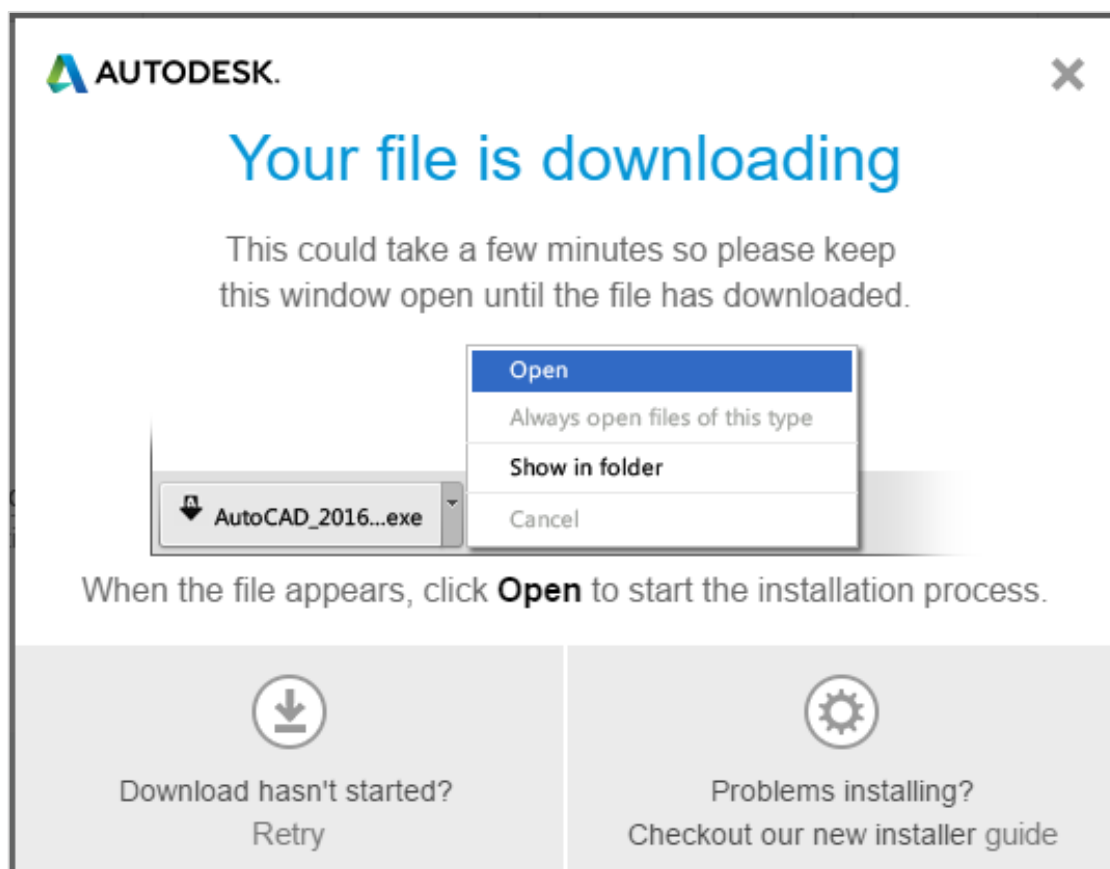 AUTODESK.
Your file is downloading
This could take a few minutes so please keep
this window open until the file has downloaded.
Open
Always open files of this type
Show in folder
AutoCAD_2016...exe
Cancel
When the file appears, click Open to start the installation process.
Download hasn't started?
Retry
Problems installing?
Checkout our new installer guide